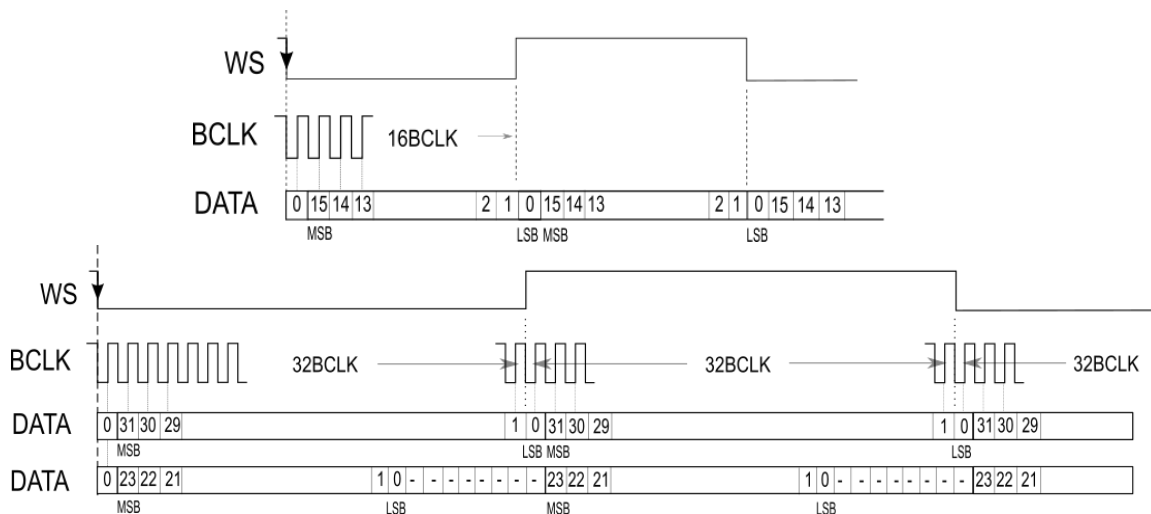 WS
BCLK 16BCLK
DATA 0 15 14 13 2 1 0 15 14 13 2 1 0 15 14 13
MSB LSB MSB LSB
WS
BCLK 32BCLK 32BCLK 32BCLK
DATA 0 31 30 29 1 0 31 30 29 1 0 31 30 29
MSB LSB MSB LSB
DATA 0 23 22 21 1 0 - - - - - - - - 23 22 21 1 0 - - - - - - - - 23 22 21
MSB LSB MSB LSB